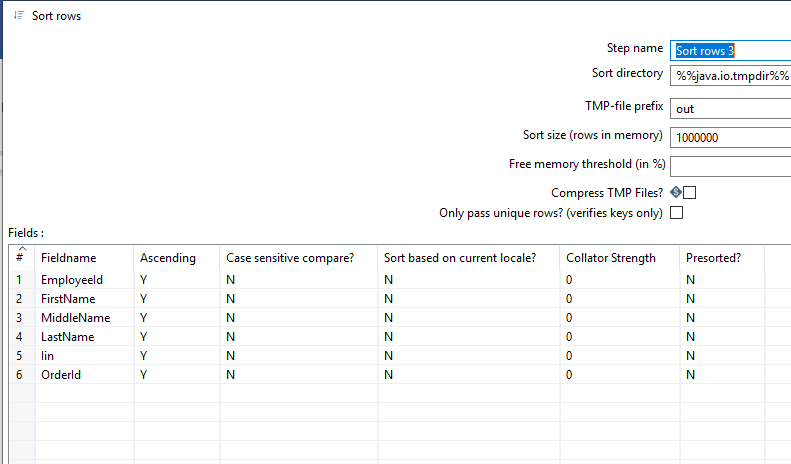 Sort rows
Step name Sort rows 3
Sort directory %%java.io.tmpdir%%
TMP-file prefix out
Sort size (rows in memory) 1000000
Free memory threshold (in %)
Compress TMP Files? S
Only pass unique rows? (verifies keys only)
Fields :
# Fieldname Ascending Case sensitive compare? Sort based on current locale? Collator Strength Presorted?
1 EmployeeId Y N N 0 N
2 FirstName Y N N 0 N
3 MiddleName Y N N 0 N
4 LastName Y N N 0 N
5 lin Y N N 0 N
6 OrderId Y N N 0 N